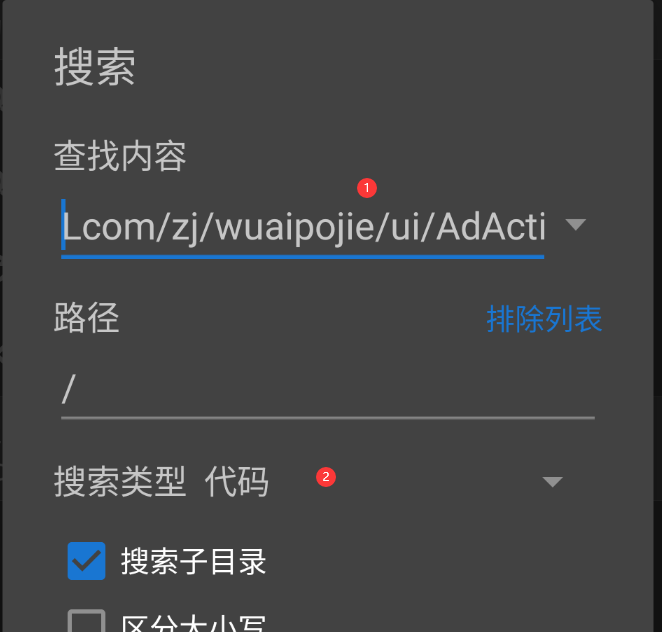 搜索
查找内容
1
Lcom/zj/wuaipojie/ui/AdActi
路径 排除列表
/
搜索类型 代码 2
搜索子目录
区分大小写